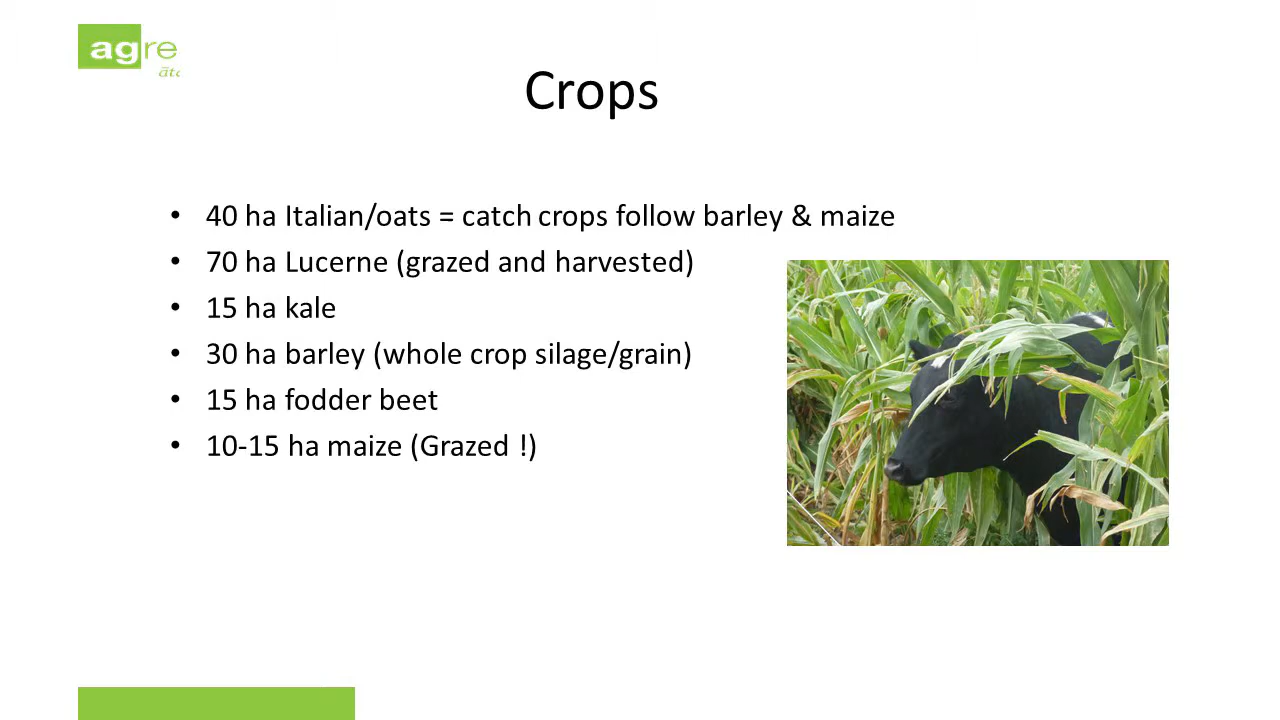 agre
Crops
• 40 ha Italian/oats = catch crops follow barley & maize
• 70 ha Lucerne (grazed and harvested)
• 15 ha kale
• 30 ha barley (whole crop silage/grain)
• 15 ha fodder beet
• 10-15 ha maize (Grazed !)